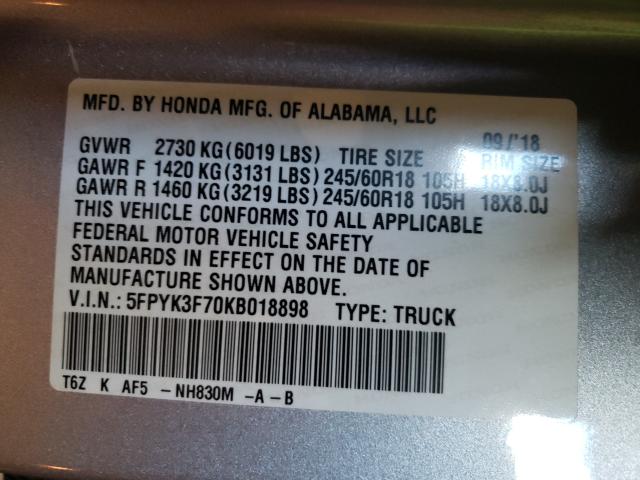 MFD. BY HONDA MFG. OF ALABAMA, LLC
09/'18
GVWR 2730 KG(6019 LBS) TIRE SIZE RIM SIZE
GAWR F 1420 KG(3131 LBS) 245/60R18 105H 18X8.0J
GAWR R 1460 KG(3219 LBS) 245/60R18 105H 18X8.0J
THIS VEHICLE CONFORMS TO ALL APPLICABLE
FEDERAL MOTOR VEHICLE SAFETY
STANDARDS IN EFFECT ON THE DATE OF
MANUFACTURE SHOWN ABOVE.
V.I.N.: 5FPYK3F70KB018898 TYPE: TRUCK
T6Z K AF5 -NH830M -A-B